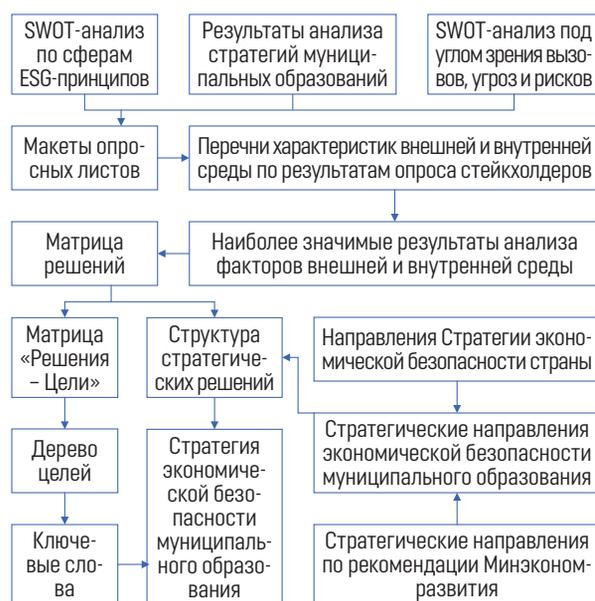 SWOT-анализ
по сферам
ESG-принципов
Результаты анализа
стратегий муници-
пальных образований
SWOT-анализ под
углом зрения вызо-
вов, угроз и рисков
Макеты опро-
сных листов
Перечни характеристик внешней и внутренней
среды по результатам опроса стейкхолдеров
Матрица
решений
Наиболее значимые результаты анализа
факторов внешней и внутренней среды
Матрица
«Решения
– Цели»
Структура
стратегиче-
ских решений
Направления Стратегии эконо-
мической безопасности страны
Дерево
целей
Стратегия
экономиче-
ской безо-
пасности
муниципаль-
ного образо-
вания
Стратегические направления
экономической безопасности
муниципального образования
Ключе-
вые сло-
ва
Стратегические направления
по рекомендации Минэконом-
развития